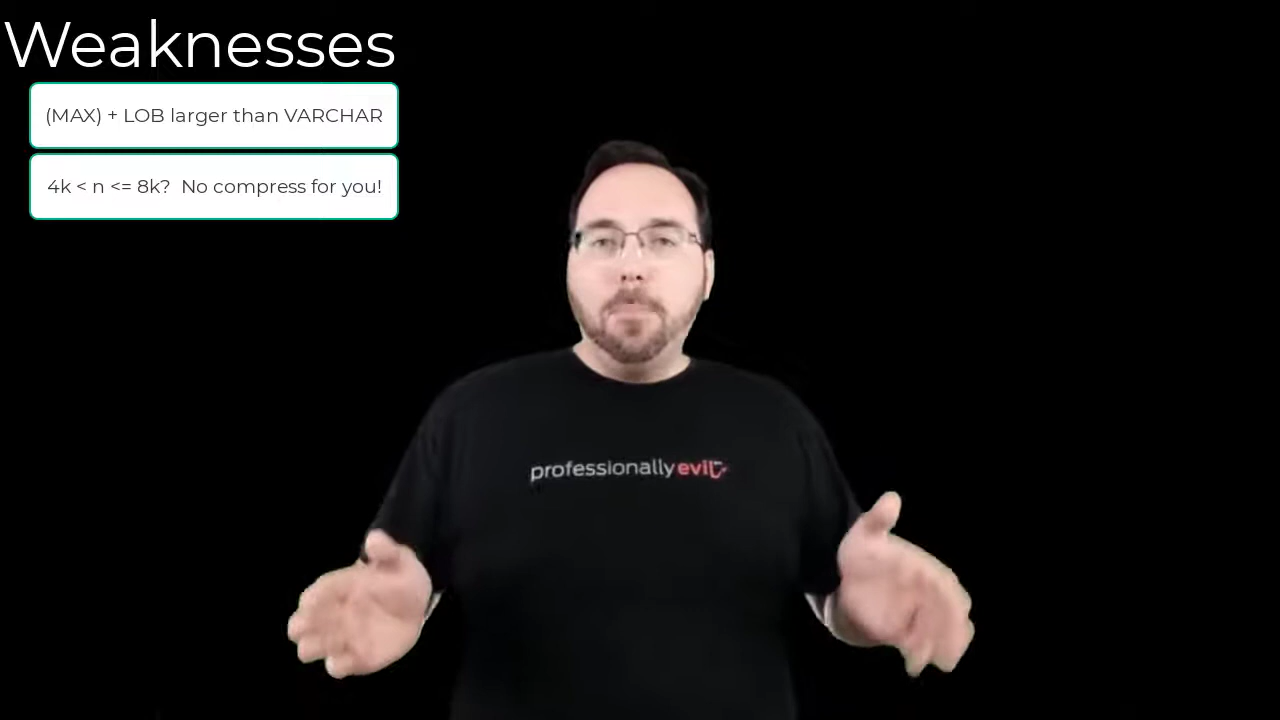 Weaknesses
(MAX) + LOB larger than VARCHAR
4k < n <= 8k?  No compress for you!
professionallyevil